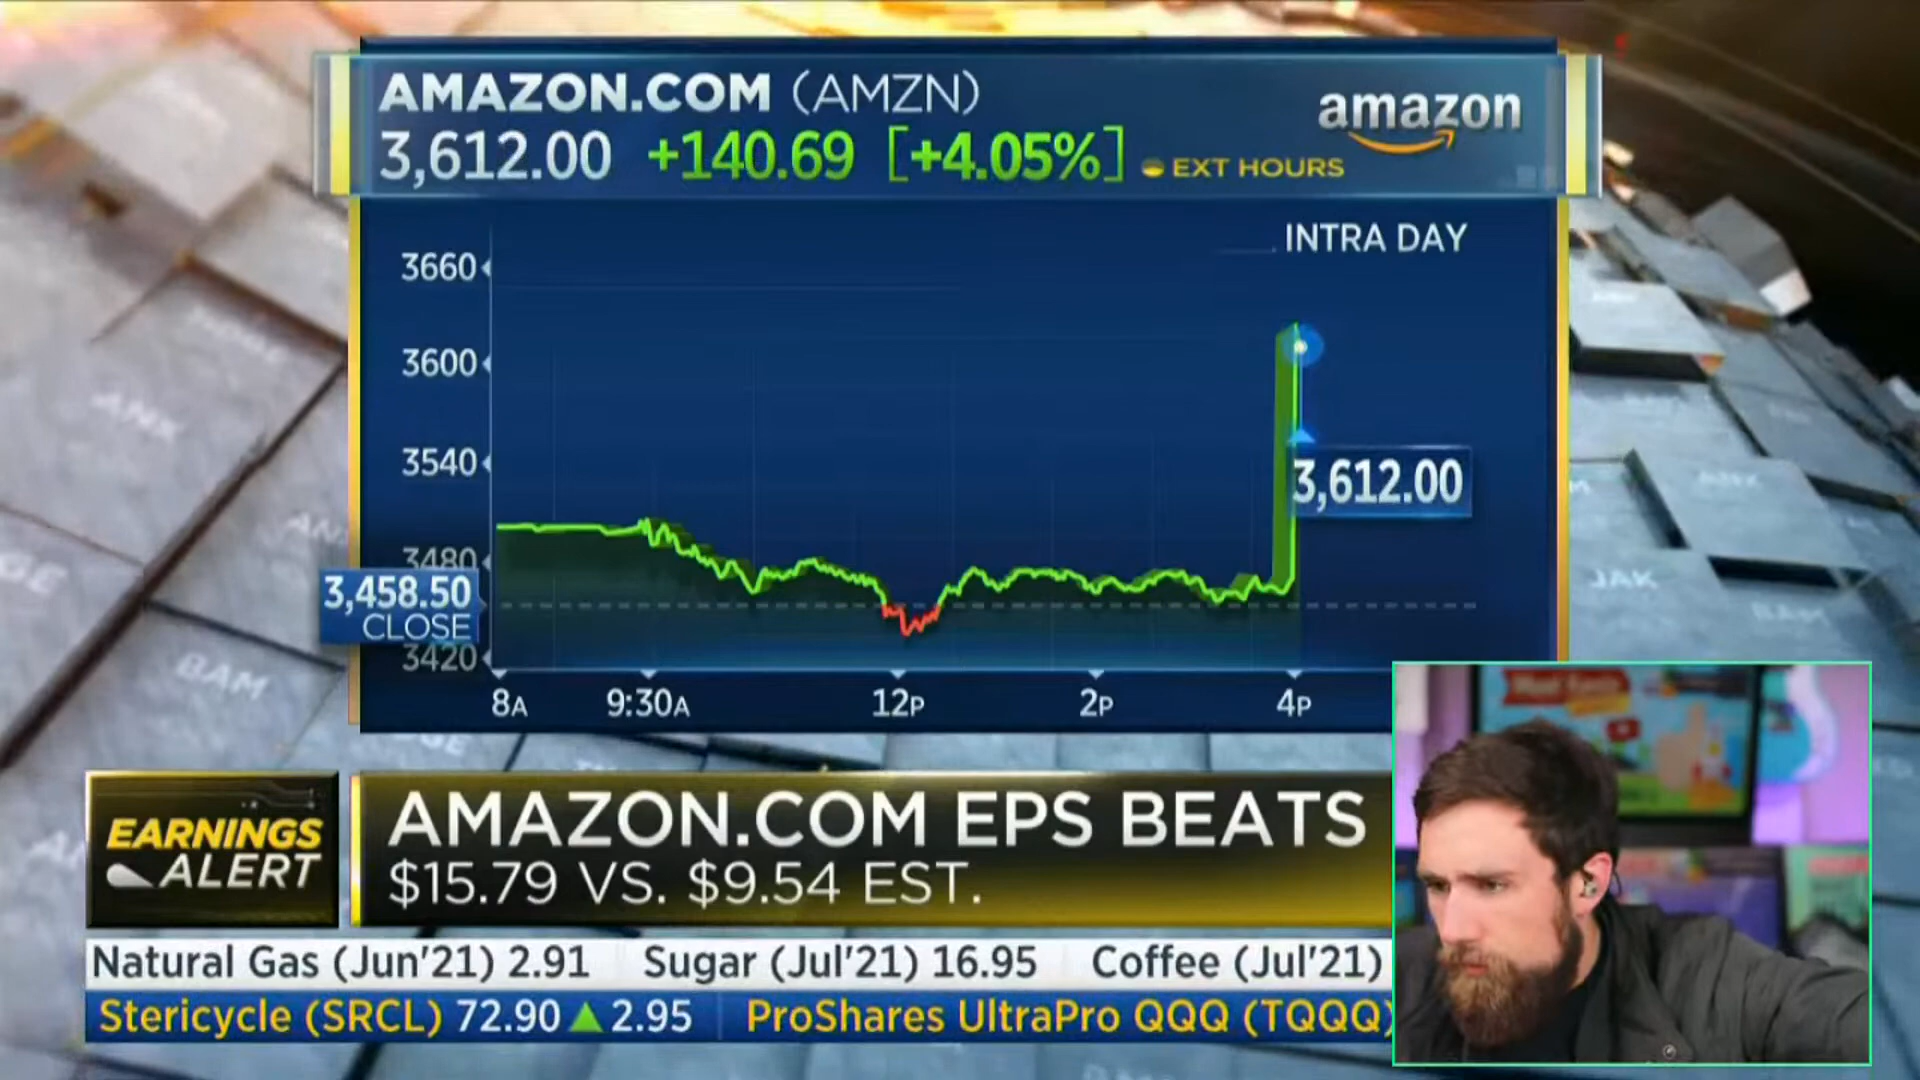 AMAZON.COM (AMZN)
3,612.00 +140.69 [+4.05%] EXT HOURS
amazon
INTRA DAY
3660
3600
3540
3,612.00
3480
3,458.50
CLOSE
3420
8A 9:30A 12P 2P 4P
BAM
JAK
EARNINGS
ALERT
AMAZON.COM EPS BEATS
$15.79 VS. $9.54 EST.
Natural Gas (Jun'21) 2.91 Sugar (Jul'21) 16.95 Coffee (Jul'21)
Stericycle (SRCL) 72.90 ▲ 2.95 ProShares UltraPro QQQ (TQQQ)